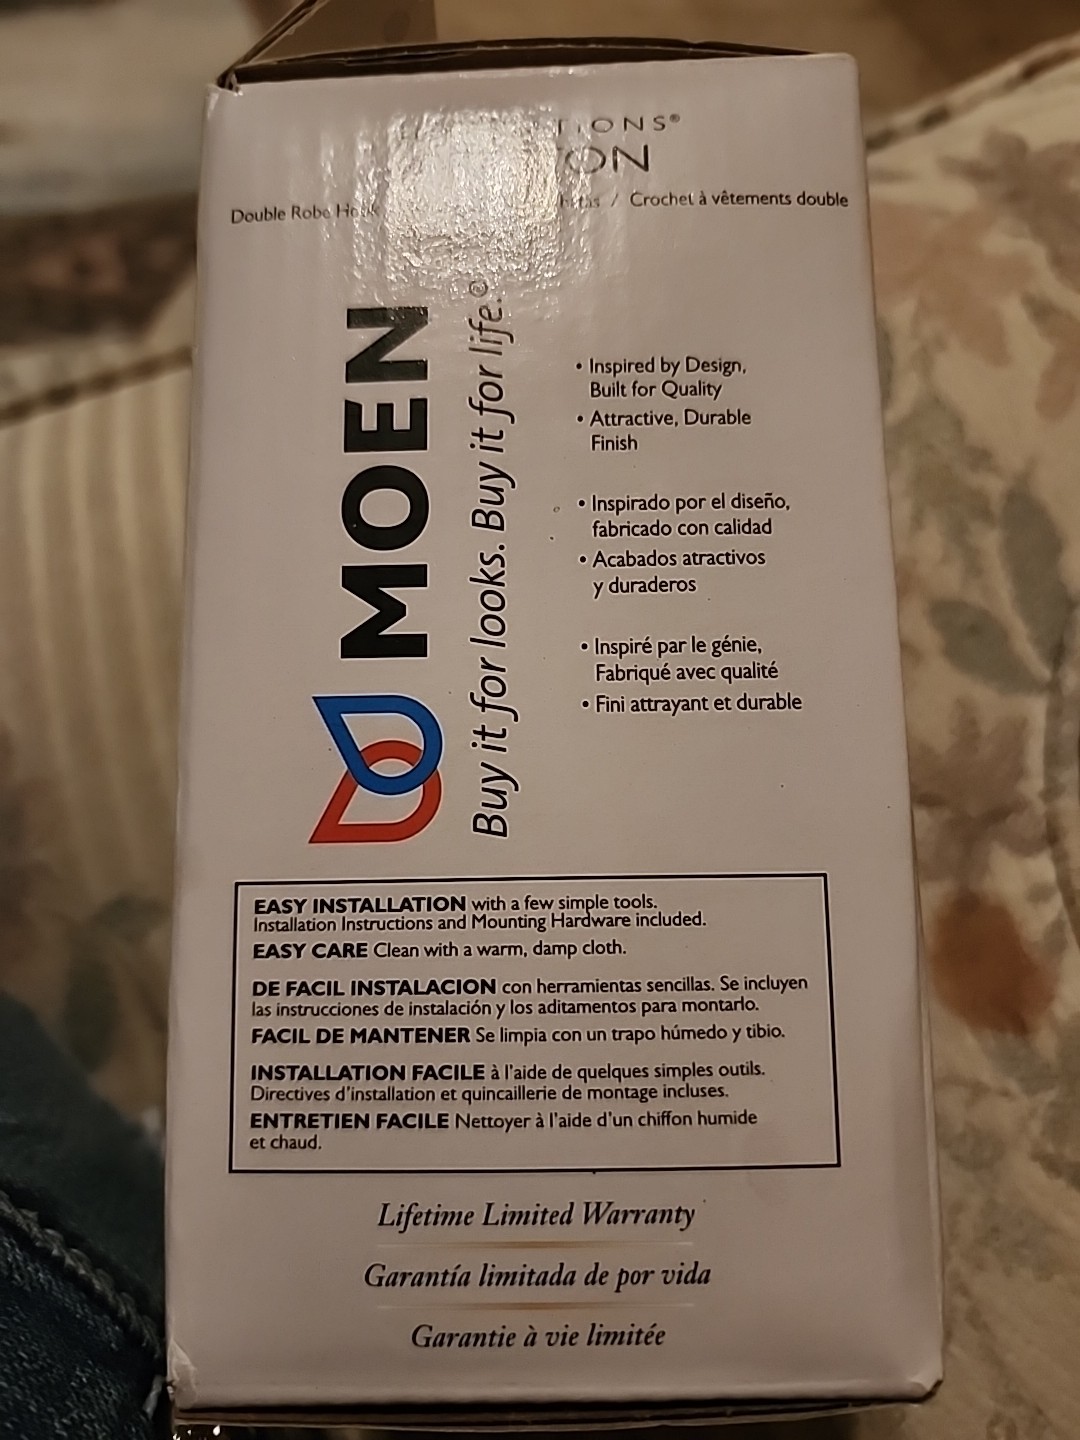 Double Robe Hook / Crochet à vêtements double
MOEN
Buy it for looks. Buy it for life.®
• Inspired by Design,
Built for Quality
• Attractive, Durable
Finish
• Inspirado por el diseño,
fabricado con calidad
• Acabados atractivos
y duraderos
• Inspiré par le génie,
Fabriqué avec qualité
• Fini attrayant et durable
EASY INSTALLATION with a few simple tools.
Installation Instructions and Mounting Hardware included.
EASY CARE Clean with a warm, damp cloth.
DE FACIL INSTALACION con herramientas sencillas. Se incluyen
las instrucciones de instalación y los aditamentos para montarlo.
FACIL DE MANTENER Se limpia con un trapo húmedo y tibio.
INSTALLATION FACILE à l'aide de quelques simples outils.
Directives d'installation et quincaillerie de montage incluses.
ENTRETIEN FACILE Nettoyer à l'aide d'un chiffon humide
et chaud.
Lifetime Limited Warranty
Garantía limitada de por vida
Garantie à vie limitée